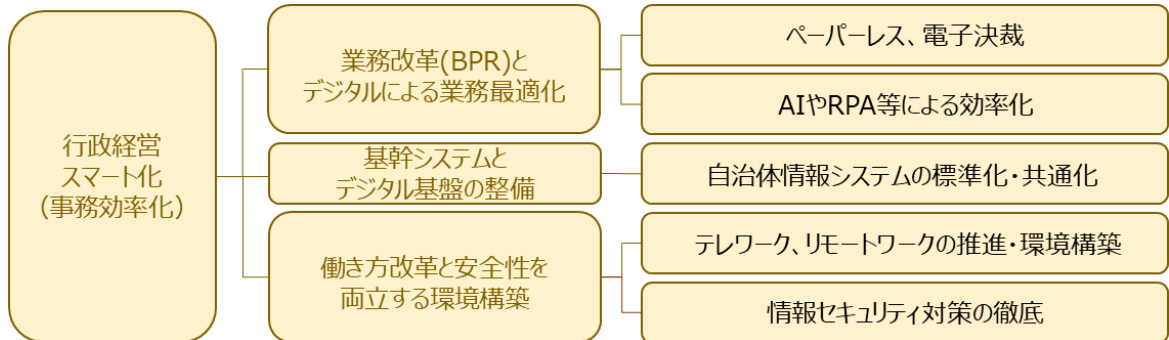 行政経営
スマート化
(事務効率化)
業務改革(BPR)と
デジタルによる業務最適化
ペーパーレス、電子決裁
AIやRPA等による効率化
基幹システムと
デジタル基盤の整備
自治体情報システムの標準化・共通化
働き方改革と安全性を
両立する環境構築
テレワーク、リモートワークの推進・環境構築
情報セキュリティ対策の徹底